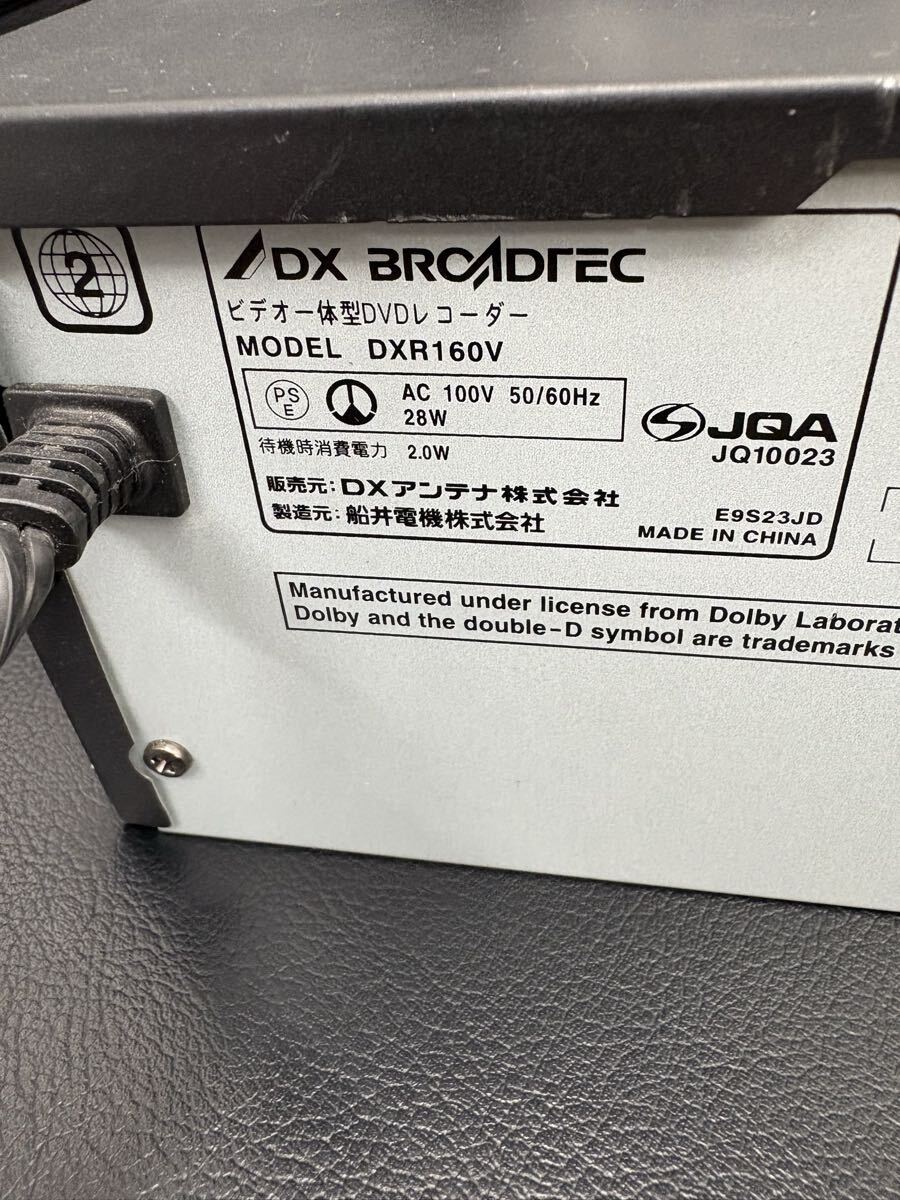 2
DX BROADTEC
ビデオ一体型DVDレコーダー
MODEL DXR160V
PS
E
AC 100V 50/60Hz
28W
JQA
JQ10023
待機時消費電力 2.0W
販売元: DXアンテナ株式会社
製造元: 船井電機株式会社
E9S23JD
MADE IN CHINA
Manufactured under license from Dolby Laborat
Dolby and the double-D symbol are trademarks